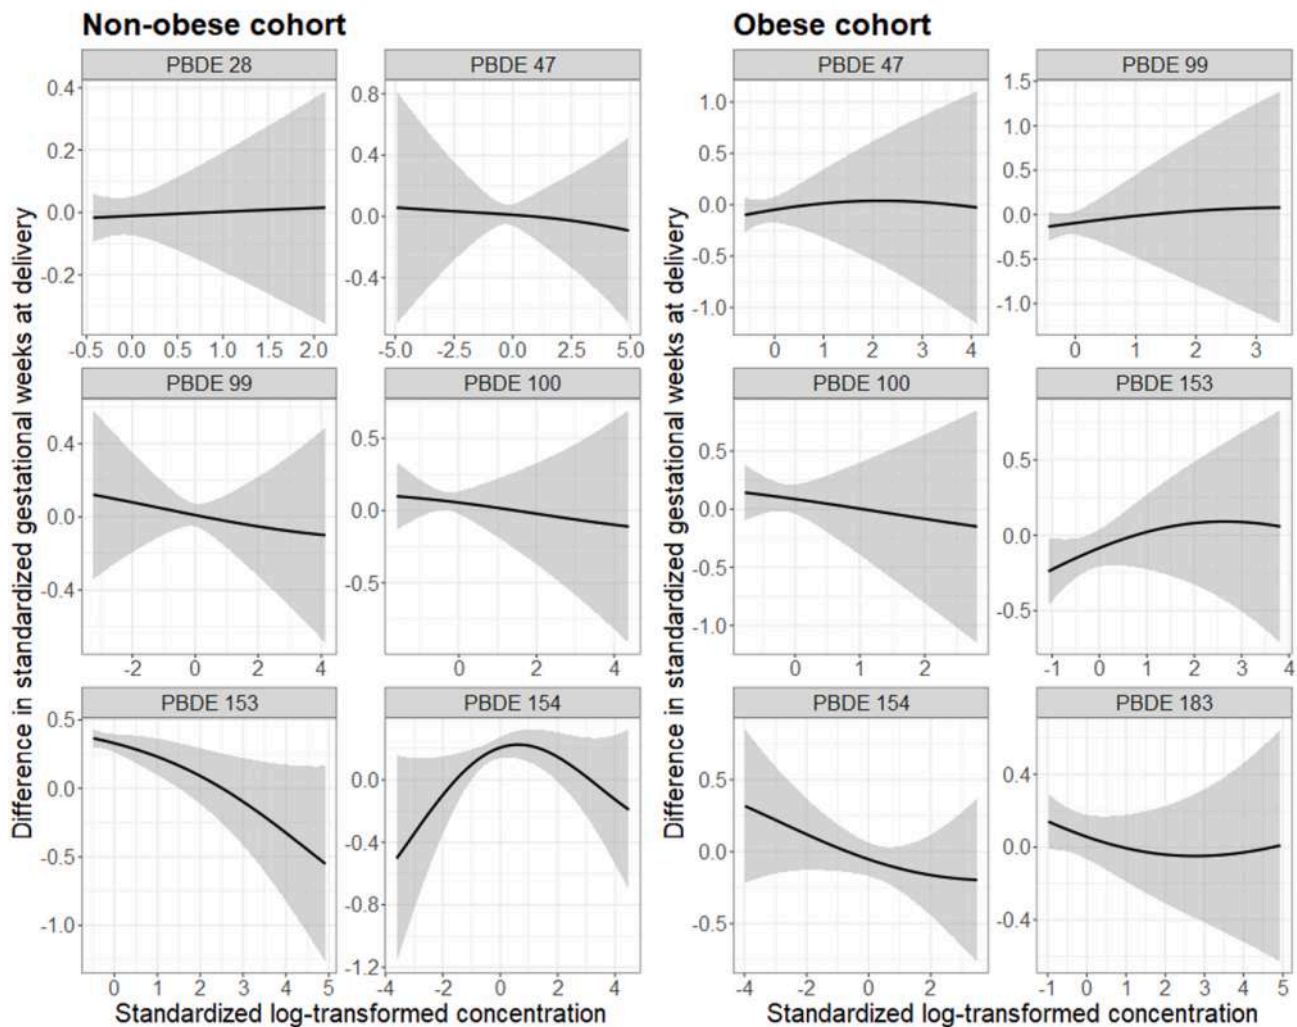 Non-obese cohort
Obese cohort
PBDE 28
PBDE 47
PBDE 47
PBDE 99
0.4
0.2
0.0
-0.2
0.8
0.4
0.0
-0.4
1.0
0.5
0.0
-0.5
-1.0
1.5
1.0
0.5
0.0
-0.5
-1.0
-0.5 0.0 0.5 1.0 1.5 2.0
-5.0 -2.5 0.0 2.5 5.0
0 1 2 3 4
0 1 2 3
PBDE 99
PBDE 100
PBDE 100
PBDE 153
0.4
0.0
-0.4
0.5
0.0
-0.5
0.5
0.0
-0.5
-1.0
0.5
0.0
-0.5
-2 0 2 4
0 2 4
0 1 2
-1 0 1 2 3 4
PBDE 153
PBDE 154
PBDE 154
PBDE 183
0.5
0.0
-0.5
-1.0
0.0
-0.4
-0.8
-1.2
0.5
0.0
-0.5
0.4
0.0
-0.4
0 1 2 3 4 5
-4 -2 0 2 4
-4 -2 0 2
-1 0 1 2 3 4 5
Difference in standardized gestational weeks at delivery
Difference in standardized gestational weeks at delivery
Standardized log-transformed concentration
Standardized log-transformed concentration